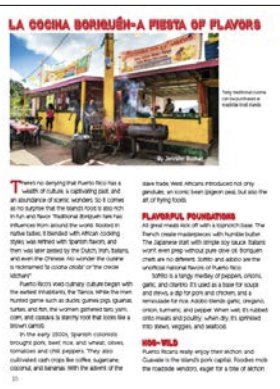 LA COCINA BORIQUÉN-A FIESTA OF FLAVORS
Tasty, traditional cocina
can be purchased at
roadside food stands.
By Jennifer
There's no denying that Puerto Rico has a
wealth of culture, a captivating past, and
an abundance of scenic wonders. So it comes
as no surprise that the island's food is also rich
in fun and flavor. Traditional Boriquén fare has
influences from around the world. Rooted in
native tastes, it blended with African cooking
styles, was refined with Spanish flavors, and
then was later jested by the Dutch, Irish, Italians,
and even the Chinese. No wonder the cuisine
is nicknamed "la cocina criolla" or "the creole
kitchen!"
Puerto Rico's vivid culinary culture began with
the earliest inhabitants, the Taínos. While the men
hunted game such as ducks, guinea pigs, iguanas,
turtles, and fish, the women gathered taro, yam,
corn, and cassava (a starchy root that looks like a
brown carrot).
In the early 1500s, Spanish colonists
brought pork, beef, rice, and wheat, olives,
tomatoes and chili peppers. They also
cultivated cash crops like coffee, sugarcane,
coconut, and bananas. With the advent of the
slave trade, West Africans introduced not only
gandules, an iconic bean (pigeon pea), but also the
art of frying foods.
FLAVORFUL FOUNDATIONS
All great meals kick off with a topnotch base. The
French create masterpieces with humble butter.
The Japanese start with simple soy sauce. Italians
won't even prep without pure olive oil. Boriquén
chefs are no different. Sofrito and adobo are the
unofficial national flavors of Puerto Rico.
Sofrito is a tangy medley of peppers, onions,
garlic, and cilantro. It's used as a base for soups
and stews, a dip for pork and chicken, and a
remoulade for rice. Adobo blends garlic, oregano,
onion, turmeric, and pepper. When wet, it's rubbed
onto meats and poultry, when dry, it's sprinkled
into stews, veggies, and seafood.
HOG-WILD
Puerto Ricans really enjoy their lechón and
Guavate is the island's pork capital. Foodies mob
the roadside vendors, eager for a bite of lechón